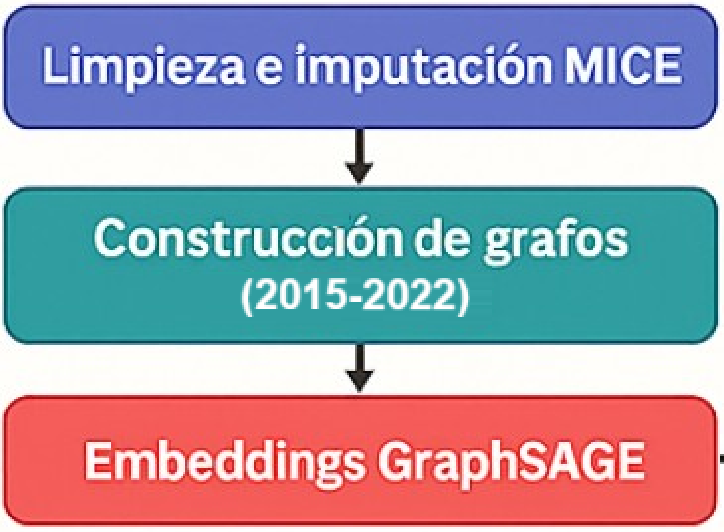 Limpieza e imputación MICE
Construcción de grafos
(2015-2022)
Embeddings GraphSAGE